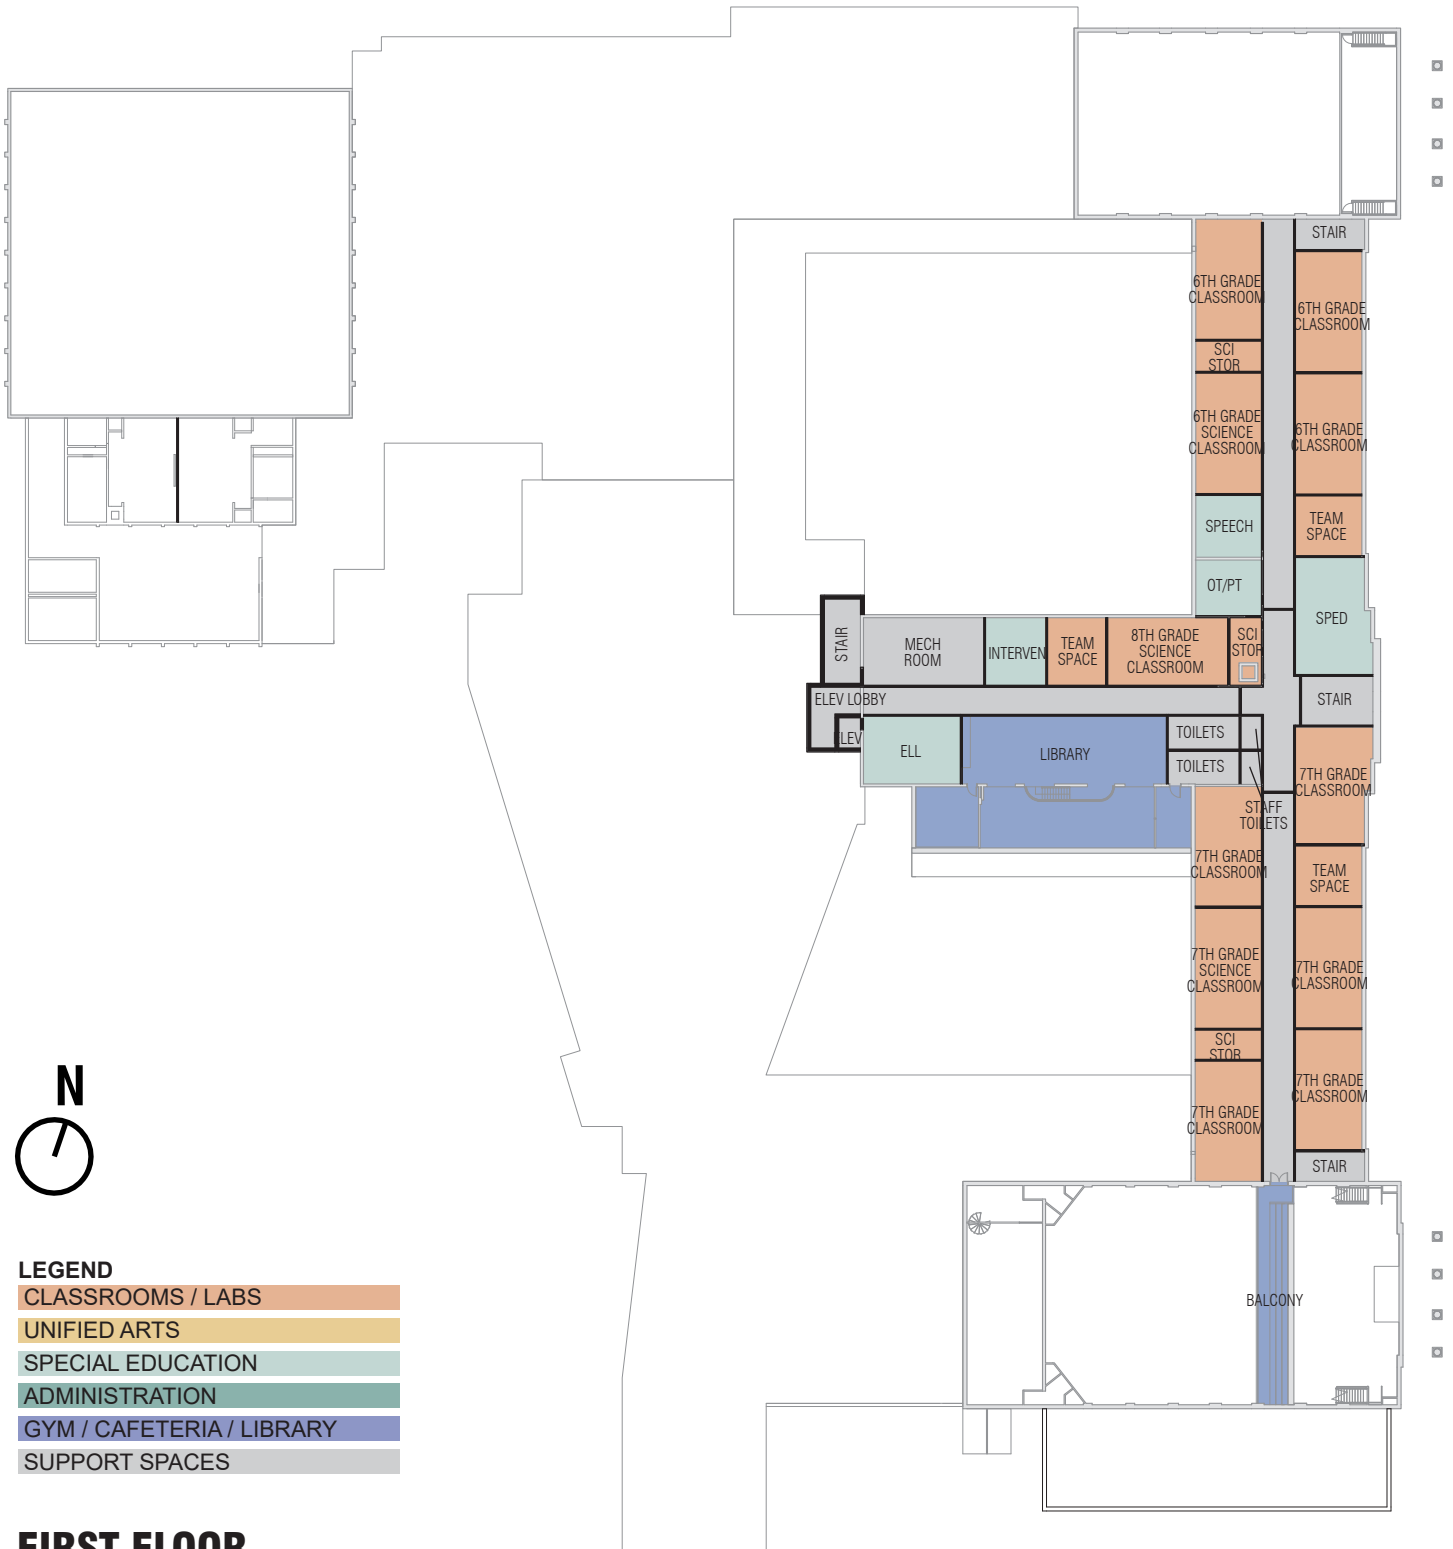 STAIR
6TH GRADE
CLASSROOM
6TH GRADE
CLASSROOM
SCI
STOR
6TH GRADE
SCIENCE
CLASSROOM
6TH GRADE
CLASSROOM
SPEECH
TEAM
SPACE
OT/PT
SPED
STAIR
MECH
ROOM
INTERVEN
TEAM
SPACE
8TH GRADE
SCIENCE
CLASSROOM
SCI
STOR
ELEV LOBBY
STAIR
ELEV
ELL
LIBRARY
TOILETS
TOILETS
7TH GRADE
CLASSROOM
STAFF
TOILETS
7TH GRADE
CLASSROOM
TEAM
SPACE
7TH GRADE
SCIENCE
CLASSROOM
7TH GRADE
CLASSROOM
SCI
STOR
7TH GRADE
CLASSROOM
7TH GRADE
CLASSROOM
STAIR
BALCONY
N
LEGEND
CLASSROOMS / LABS
UNIFIED ARTS
SPECIAL EDUCATION
ADMINISTRATION
GYM / CAFETERIA / LIBRARY
SUPPORT SPACES
FIRST FLOOR